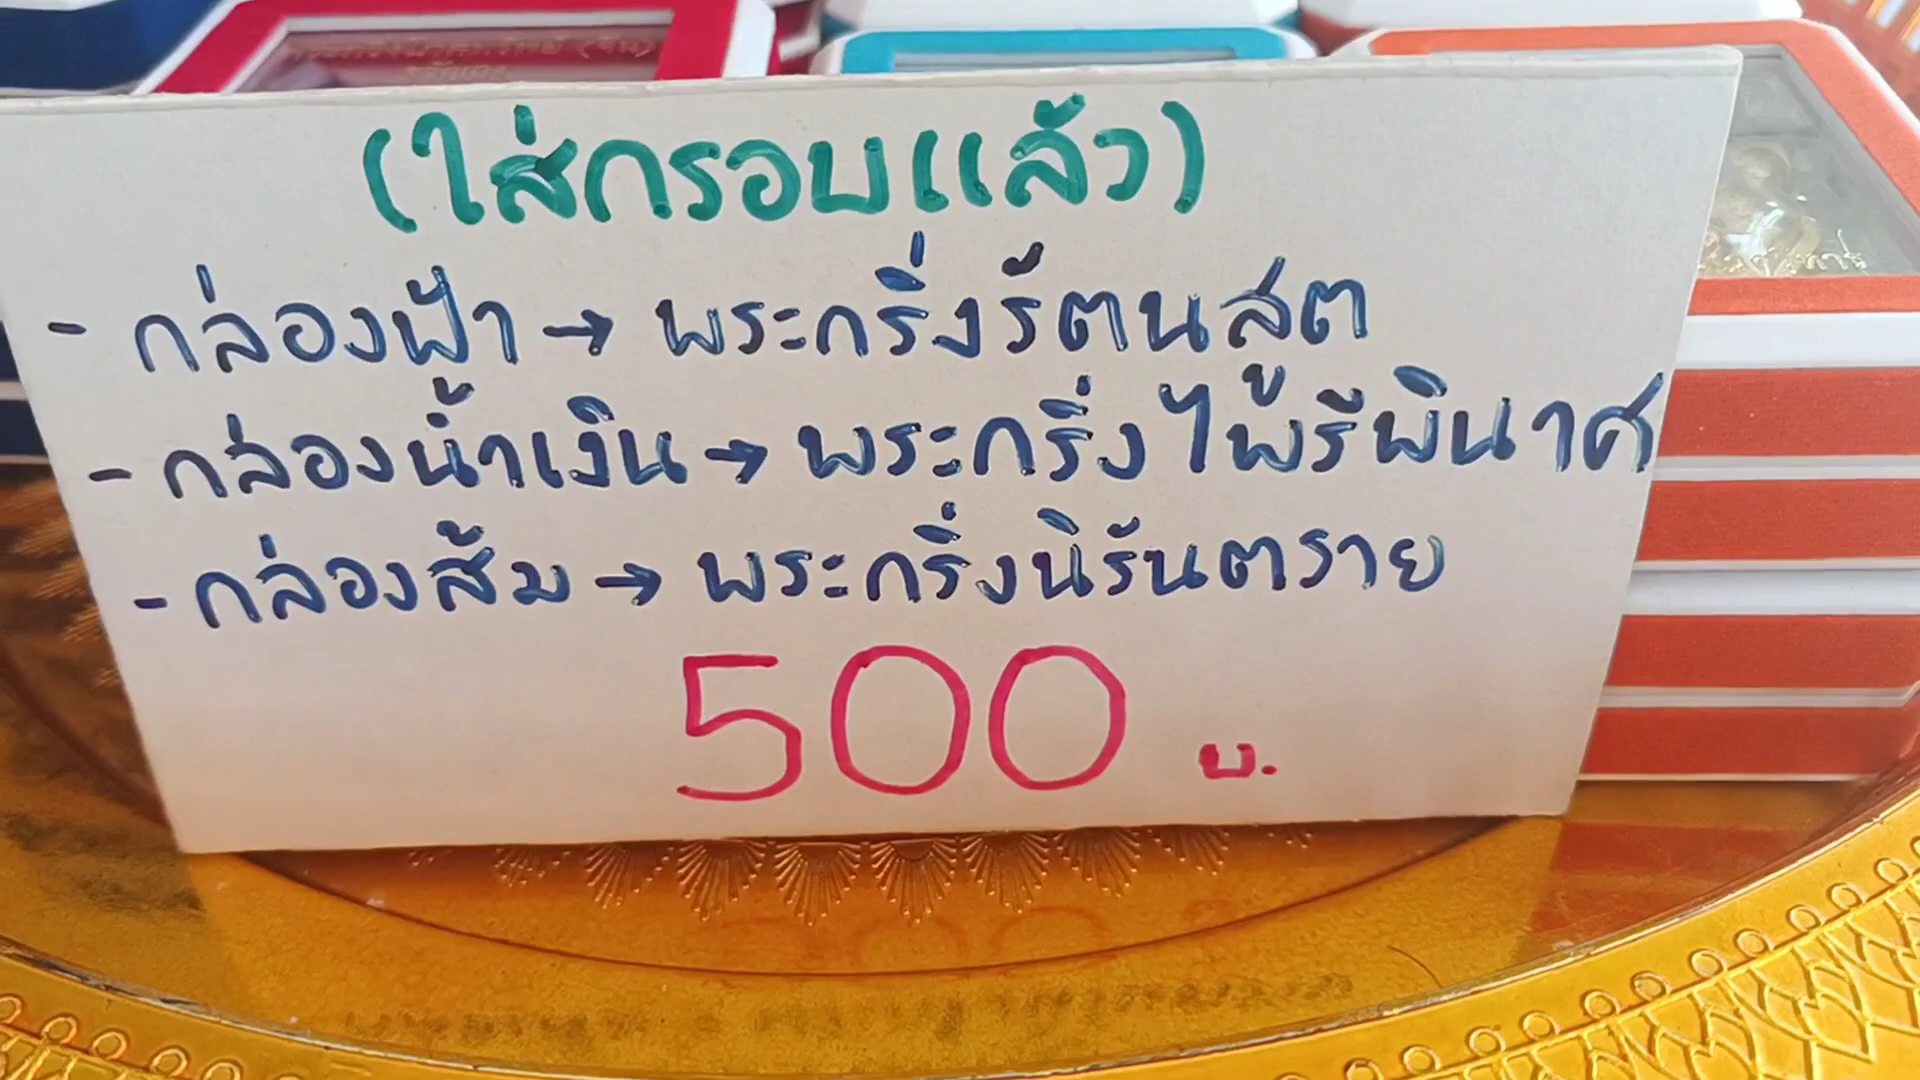 (ใส่กรอบแล้ว)
- กล่องฟ้า → พระกริ่งรัตนสูต
- กล่องน้ำเงิน → พระกริ่งไพ้รีพินาศ
- กล่องส้ม → พระกริ่งนิรันตราย
500 บ.